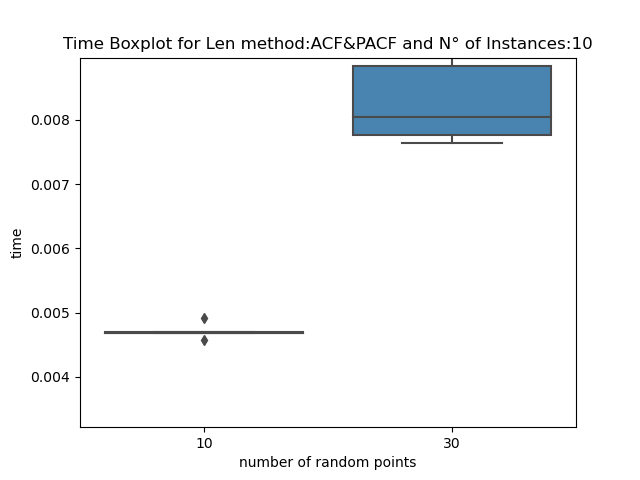 Time Boxplot for Len method:ACF&PACF and N° of Instances:10
0.008
0.007
0.006
0.005
0.004
time
10 30
number of random points